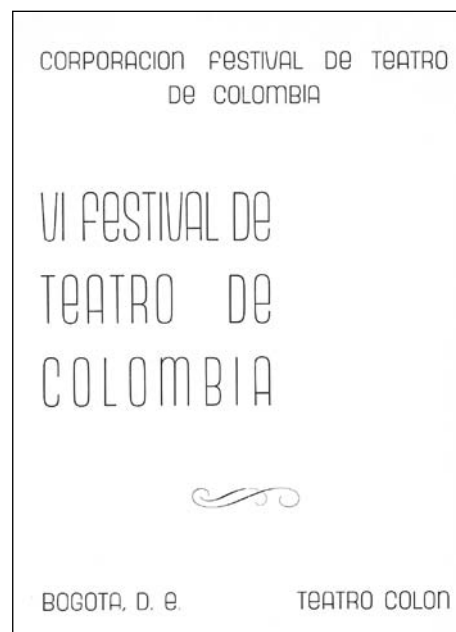 CORPORACION FESTIVAL DE TEATRO
DE COLOMBIA
VI FESTIVAL DE
TEATRO DE
COLOMBIA
BOGOTA, D. E.
TEATRO COLON